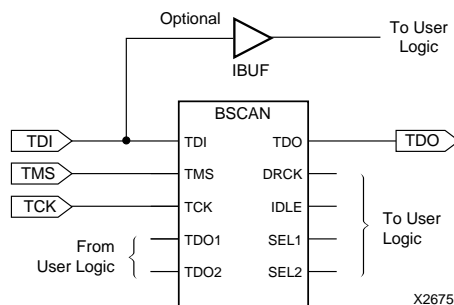 Optional
To User
Logic
IBUF
BSCAN
TDI
TDI
TDO
TDO
TMS
TMS
DRCK
TCK
TCK
IDLE
To User
Logic
From
User Logic
TDO1
SEL1
TDO2
SEL2
X2675